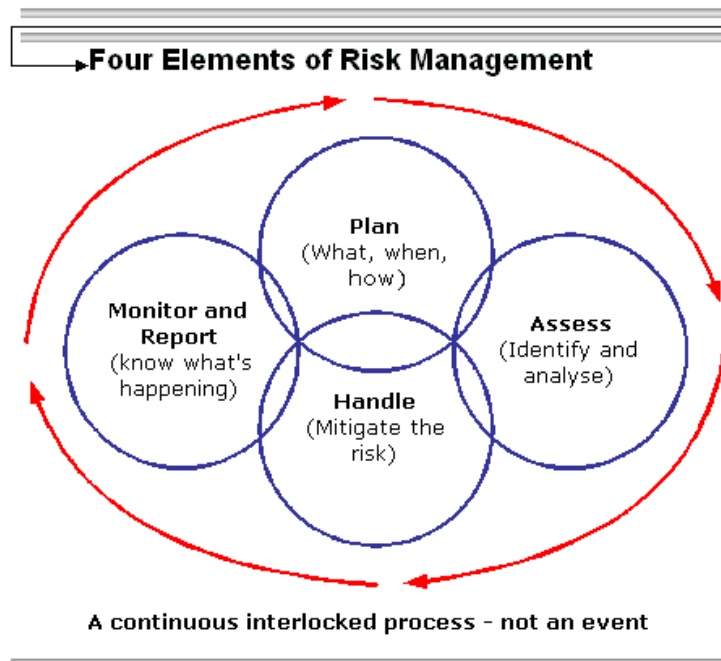 Four Elements of Risk Management
Plan
(What, when,
how)
Monitor and
Report
(know what's
happening)
Assess
(Identify and
analyse)
Handle
(Mitigate the
risk)
A continuous interlocked process - not an event